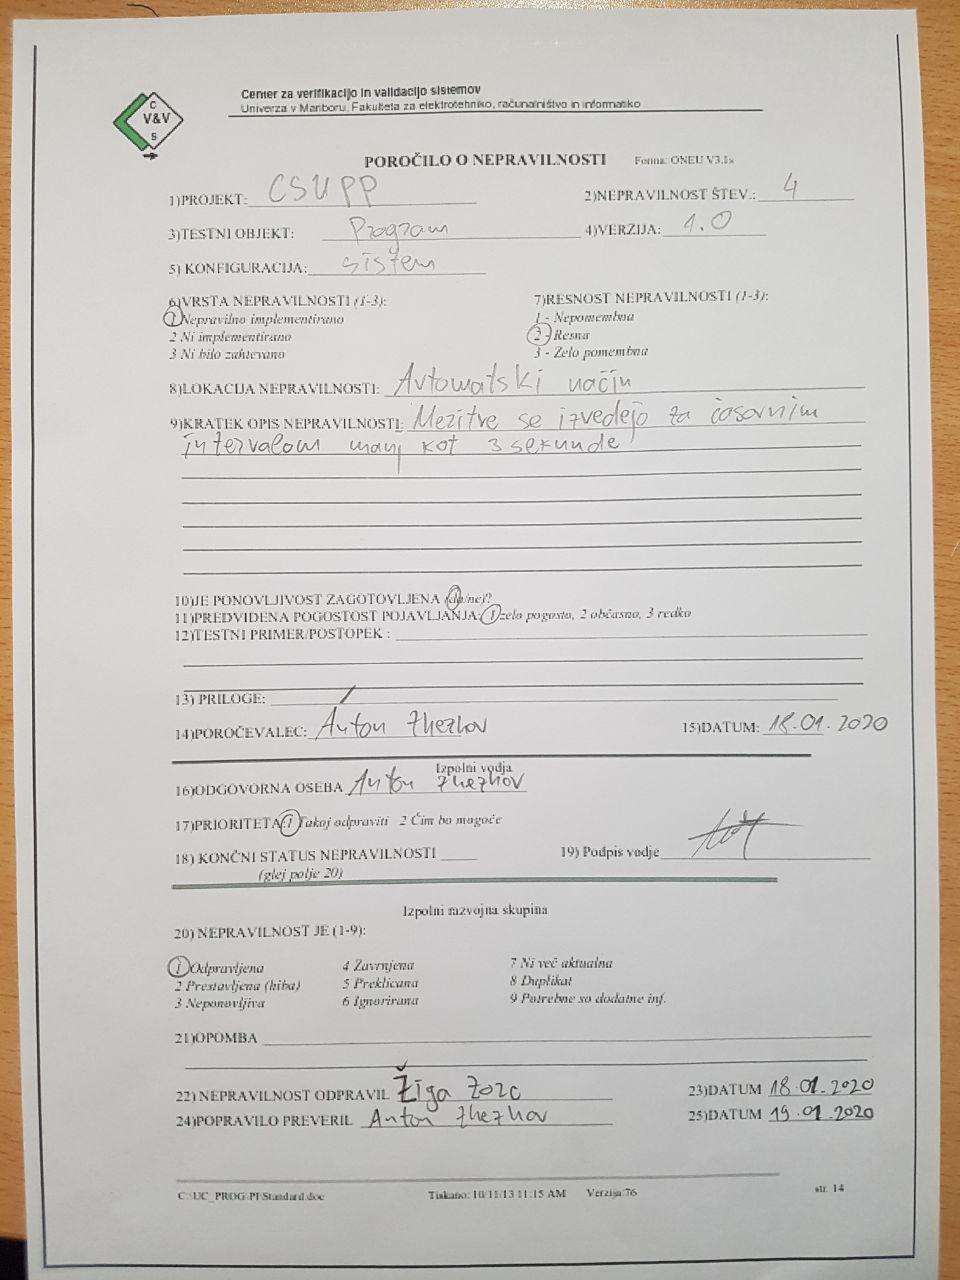 Center za verifikacijo in validacijo sistemov
Univerza v Mariboru, Fakulteta za elektrotehniko, računalništvo in informatiko
C
V&V
S
POROČILO O NEPRAVILNOSTI Forma: ONEU V3.1s
1)PROJEKT: CSUPP 2)NEPRAVILNOST ŠTEV.: 4
3)TESTNI OBJEKT: Program 4)VERZIJA: 1.0
5) KONFIGURACIJA: sistem
6)VRSTA NEPRAVILNOSTI (1-3): 7)RESNOST NEPRAVILNOSTI (1-3):
1 Nepravilno implementirano 1 - Nepomembna
2 Ni implementirano 2 - Resna
3 Ni bilo zahtevano 3 - Zelo pomembna
8)LOKACIJA NEPRAVILNOSTI: Avtomatski način
9)KRATEK OPIS NEPRAVILNOSTI: Mezitve se izvedejo za časovnim
intervalom manj kot 3 sekunde
10)JE PONOVLJIVOST ZAGOTOVLJENA (da/ne)?
11)PREDVIDENA POGOSTOST POJAVLJANJA: 1 zelo pogosto, 2 občasno, 3 redko
12)TESTNI PRIMER/POSTOPEK :
13) PRILOGE: /
14)POROČEVALEC: Anton Zhezhov 15)DATUM: 18.01.2020
Izpolni vodja
16)ODGOVORNA OSEBA Anton Zhezhov
17)PRIORITETA: 1 Takoj odpraviti 2 Čim bo mogoče
18) KONČNI STATUS NEPRAVILNOSTI 19) Podpis vodje
(glej polje 20)
Izpolni razvojna skupina
20) NEPRAVILNOST JE (1-9):
1 Odpravljena 4 Zavrnjena 7 Ni več aktualna
2 Prestavljena (hiba) 5 Preklicana 8 Duplikat
3 Neponovljiva 6 Ignorirana 9 Potrebne so dodatne inf.
21)OPOMBA
22) NEPRAVILNOST ODPRAVIL Žiga Zorc 23)DATUM 18.01.2020
24)POPRAVILO PREVERIL Anton Zhezhov 25)DATUM 19.01.2020
C:\UC_PROG\PI\Standard.doc Tiskano: 10/11/13 11:15 AM Verzija:76 str. 14